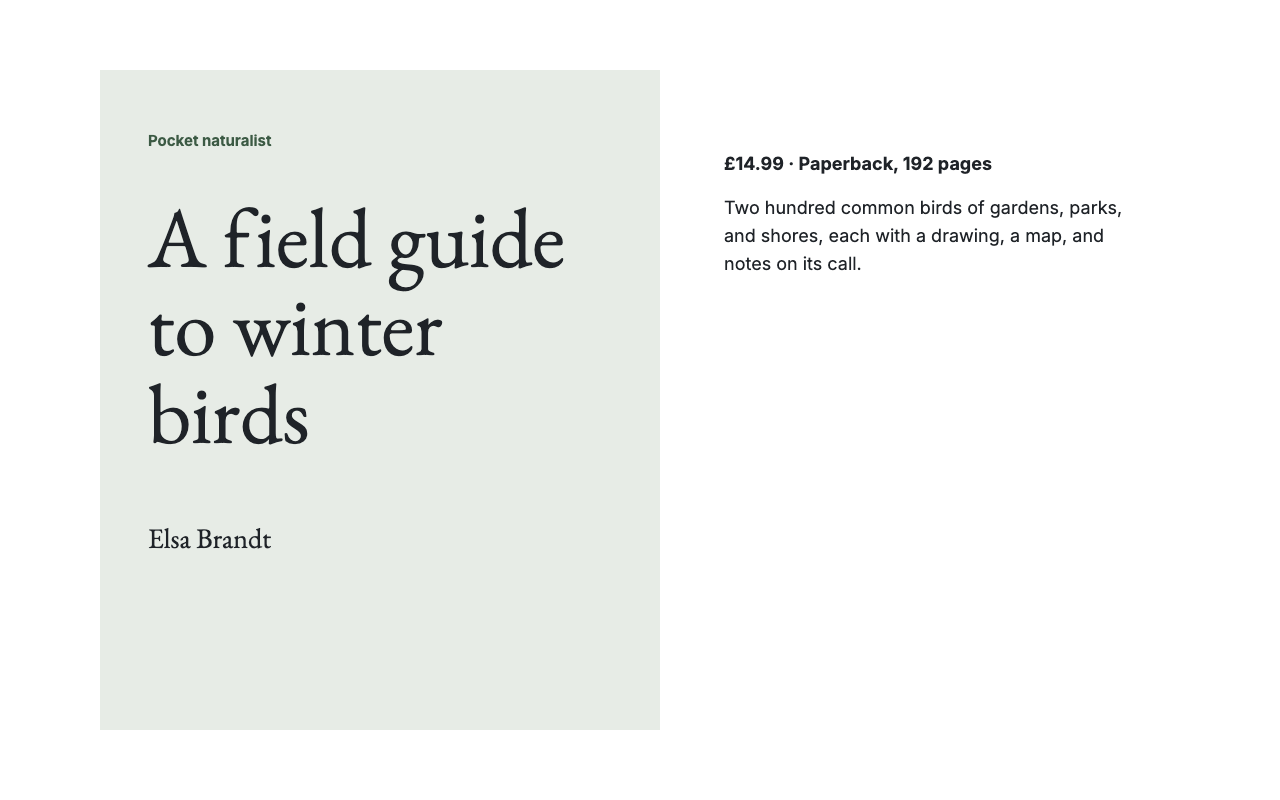 Pocket naturalist
A field guide
to winter
birds
Elsa Brandt
£14.99 · Paperback, 192 pages
Two hundred common birds of gardens, parks,
and shores, each with a drawing, a map, and
notes on its call.